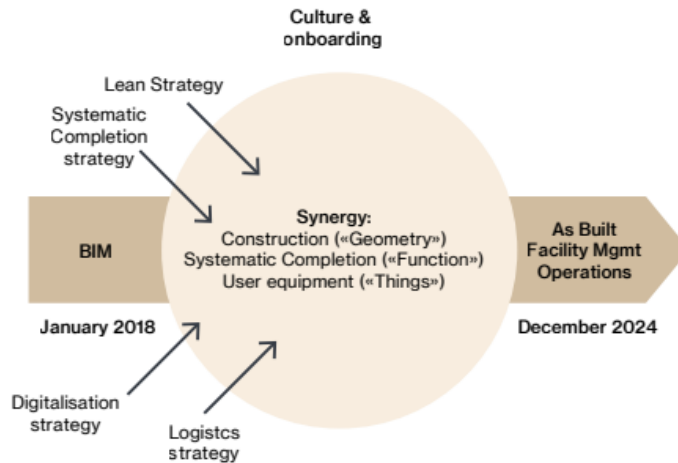 Culture &
onboarding
Lean Strategy
Systematic
Completion
strategy
Synergy:
Construction («Geometry»)
Systematic Completion («Function»)
User equipment («Things»)
BIM
As Built
Facility Mgmt
Operations
January 2018
December 2024
Digitalisation
strategy
Logistcs
strategy